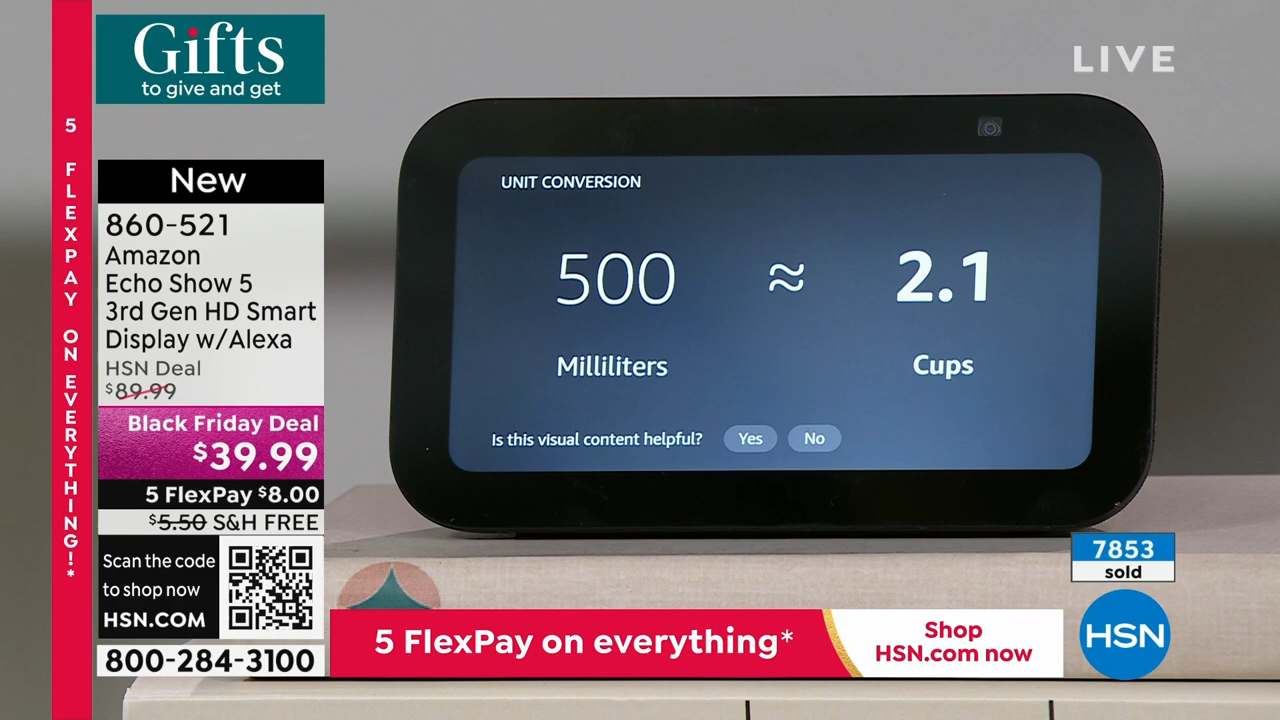 Gifts
to give and get
LIVE
5 FLEXPAY ON EVERYTHING!*
New
860-521
Amazon
Echo Show 5
3rd Gen HD Smart
Display w/Alexa
HSN Deal
$89.99
Black Friday Deal
$39.99
5 FlexPay $8.00
$5.50 S&H FREE
Scan the code
to shop now
HSN.COM
800-284-3100
UNIT CONVERSION
500 ≈ 2.1
Milliliters Cups
Is this visual content helpful? Yes No
7853
sold
5 FlexPay on everything*
Shop
HSN.com now
HSN